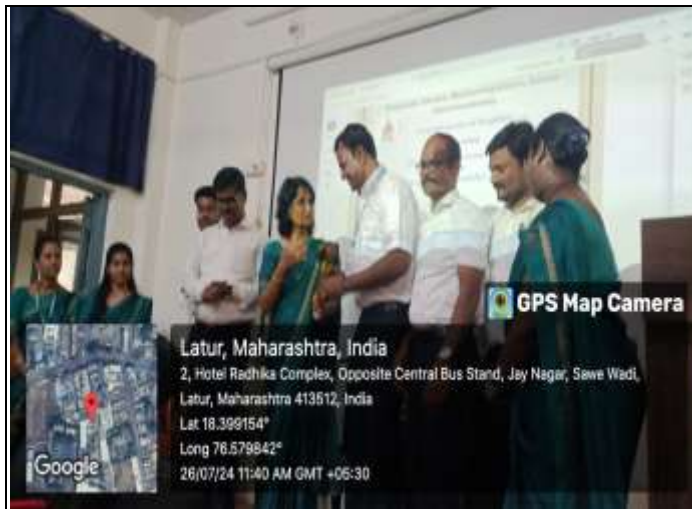 GPS Map Camera
Latur, Maharashtra, India
2, Hotel Radhika Complex, Opposite Central Bus Stand, Jay Nagar, Sawe Wadi,
Latur, Maharashtra 413512, India
Lat 18.399154°
Long 76.579842°
26/07/24 11:40 AM GMT +05:30
Google